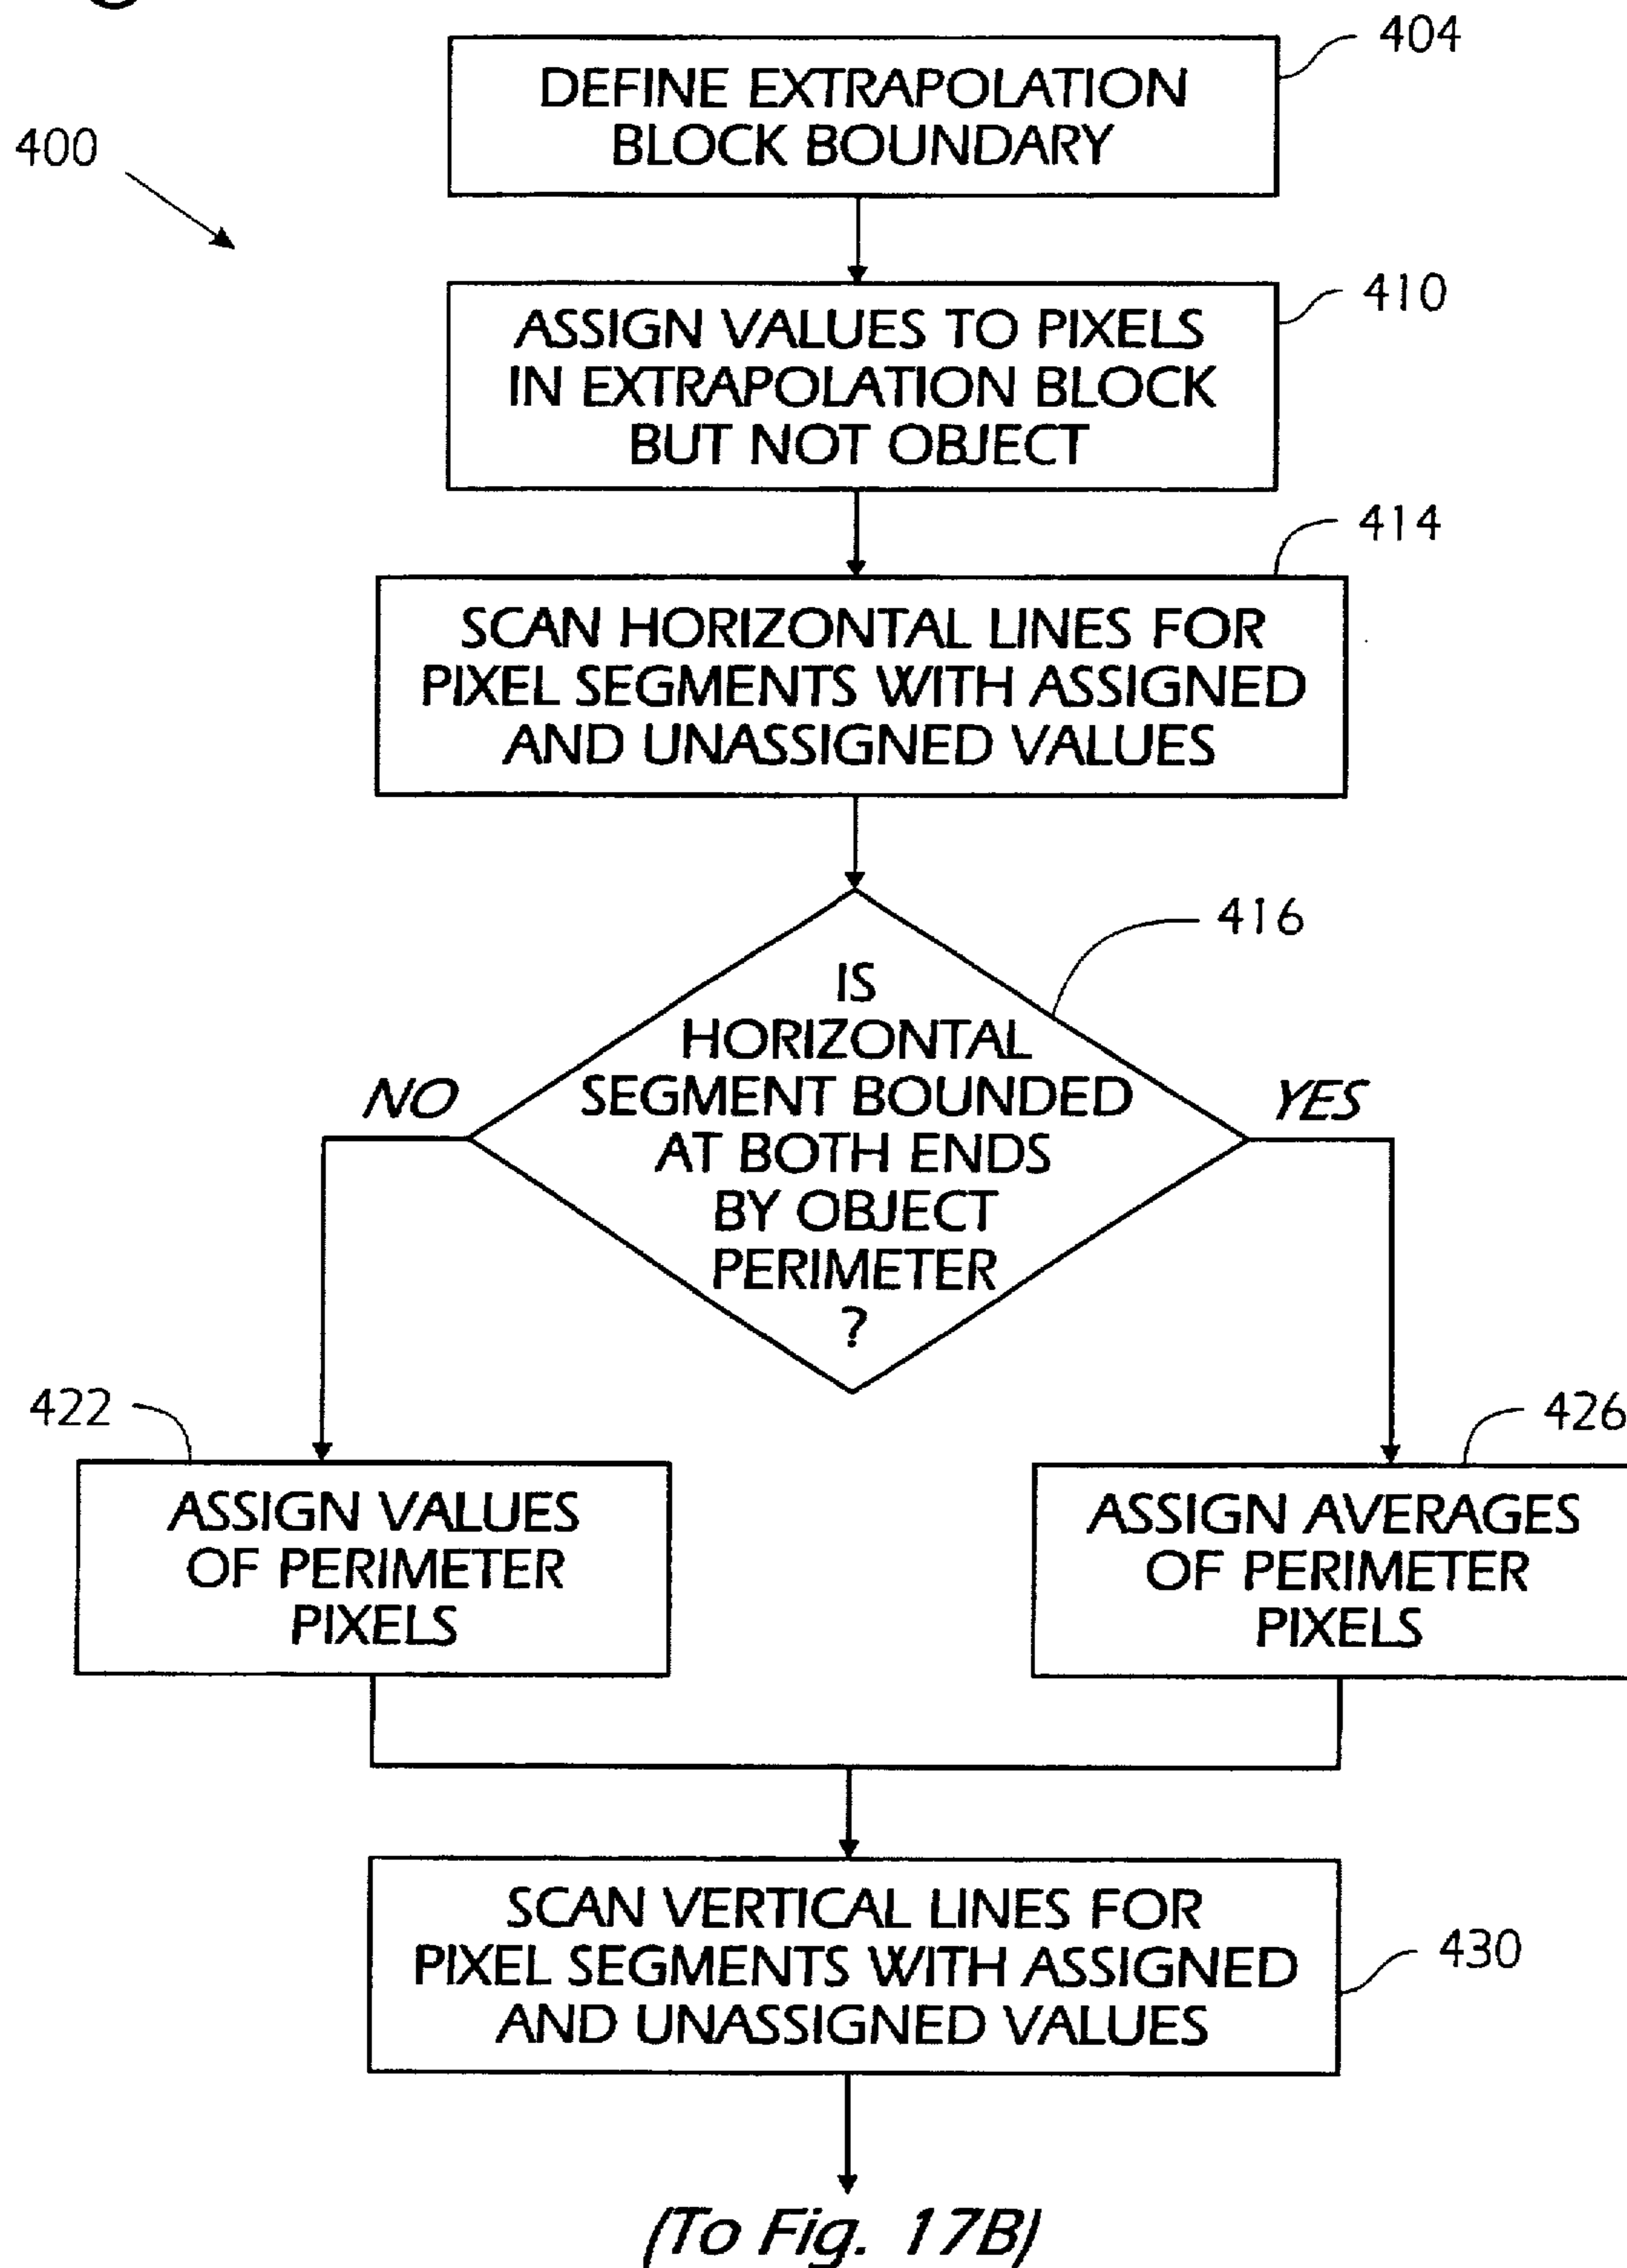 404
DEFINE EXTRAPOLATION
BLOCK BOUNDARY
400
410
ASSIGN VALUES TO PIXELS
IN EXTRAPOLATION BLOCK
BUT NOT OBJECT
414
SCAN HORIZONTAL LINES FOR
PIXEL SEGMENTS WITH ASSIGNED
AND UNASSIGNED VALUES
416
IS
HORIZONTAL
SEGMENT BOUNDED
AT BOTH ENDS
BY OBJECT
PERIMETER
?
NO
YES
422
ASSIGN VALUES
OF PERIMETER
PIXELS
426
ASSIGN AVERAGES
OF PERIMETER
PIXELS
SCAN VERTICAL LINES FOR
PIXEL SEGMENTS WITH ASSIGNED
AND UNASSIGNED VALUES
430
(To Fig. 17B)